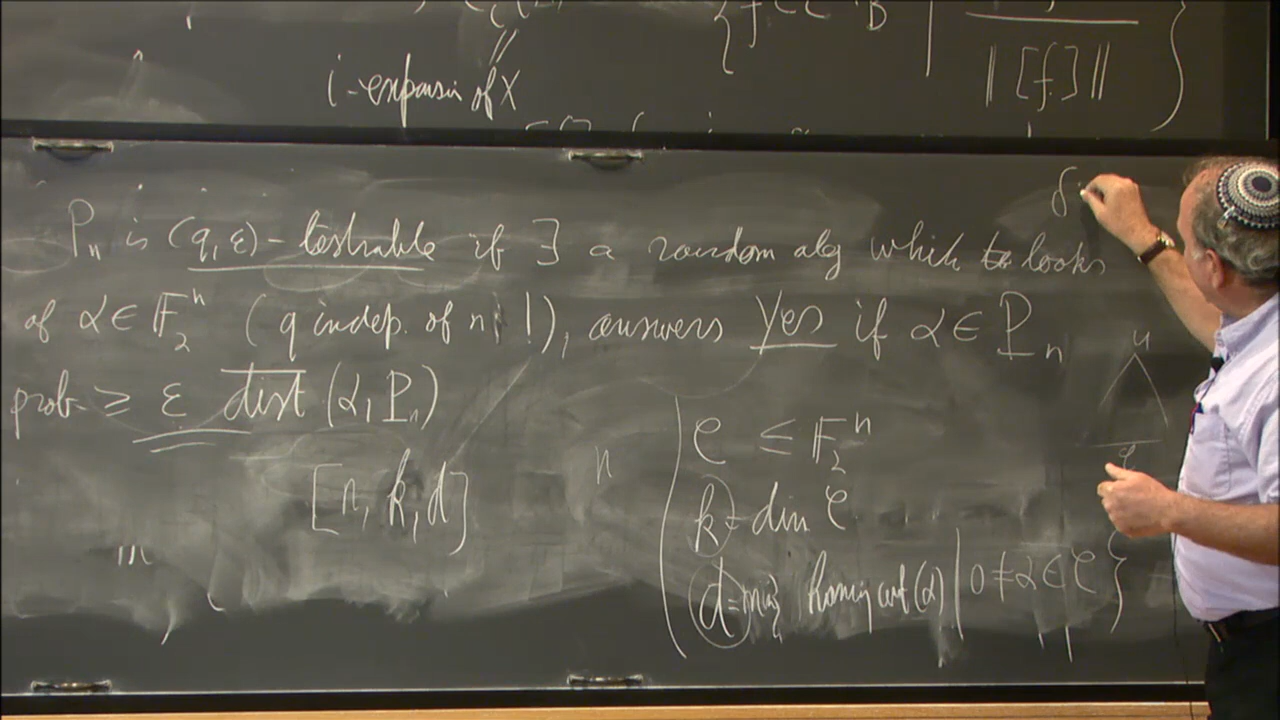 {f ∈ C B |
‖[f]‖
i-expansion of X
δ
P_n is (q,ε)-testable if ∃ a random alg which looks
of α ∈ F_2^n (q indep. of n!), answers Yes if α ∈ P_n
prob ≥ ε dist (α, P_n)
u
[n, k, d]
n
C ≤ F_2^n
k = dim C
d = min { Hamig wt(α) | 0 ≠ α ∈ C }